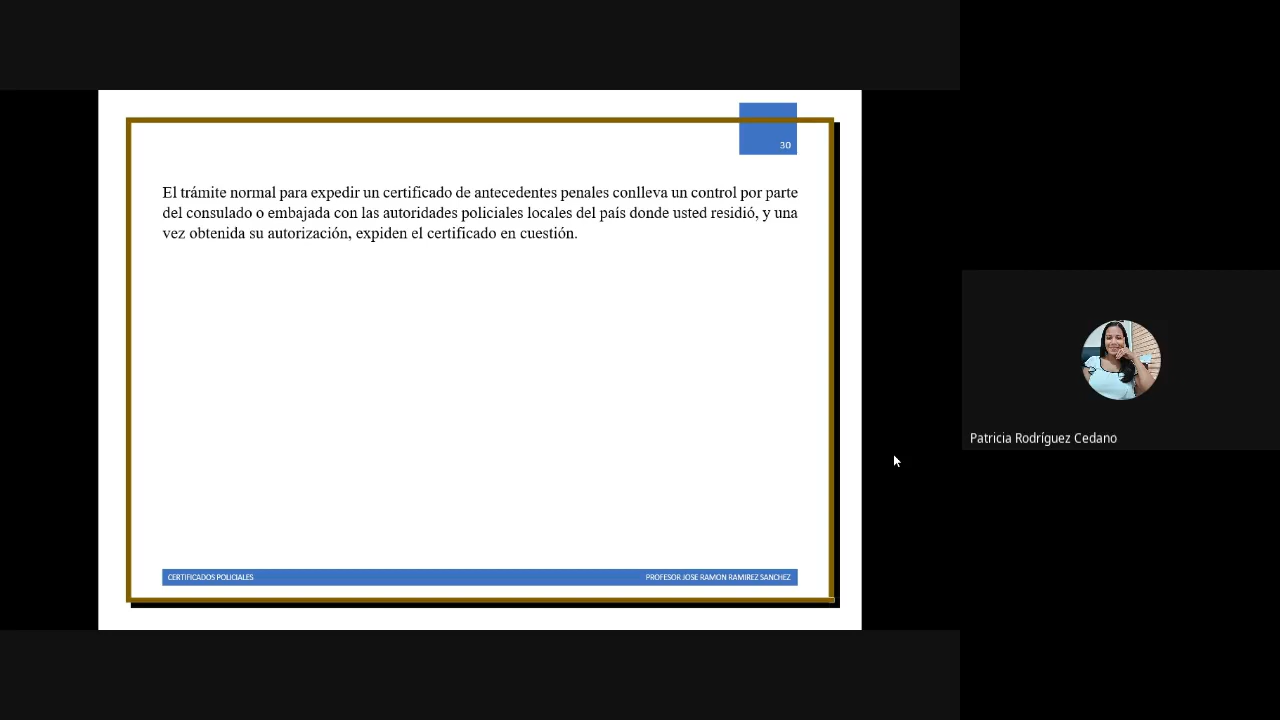 30
El trámite normal para expedir un certificado de antecedentes penales conlleva un control por parte
del consulado o embajada con las autoridades policiales locales del país donde usted residió, y una
vez obtenida su autorización, expiden el certificado en cuestión.
CERTIFICADOS POLICIALES
PROFESOR JOSE RAMON RAMIREZ SANCHEZ
Patricia Rodríguez Cedano